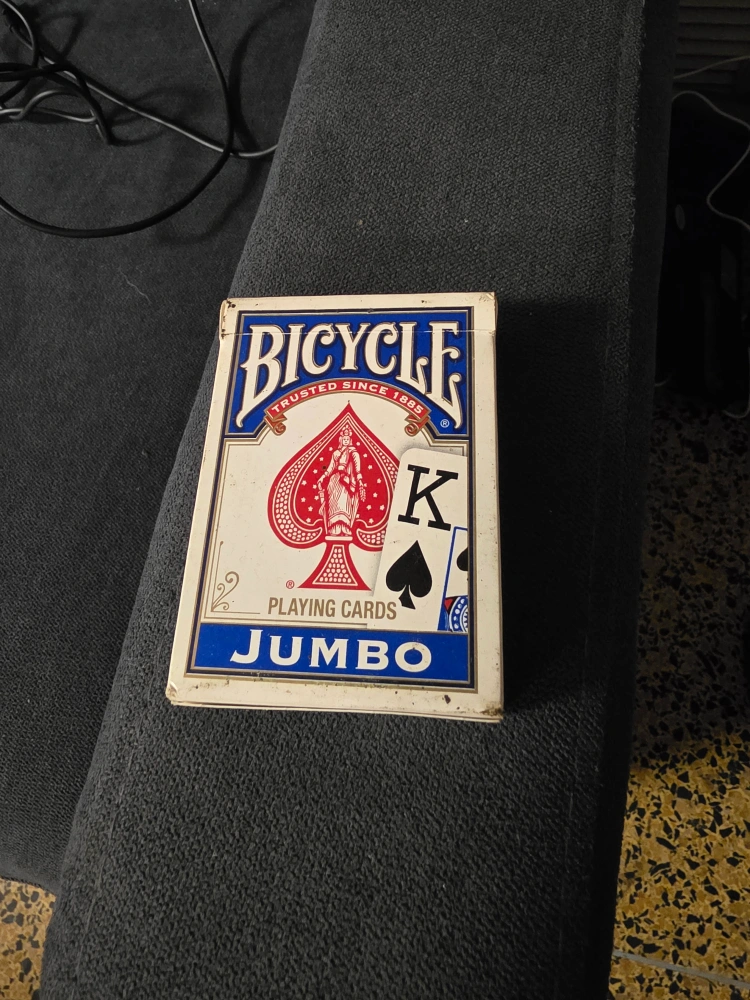 BICYCLE
®
TRUSTED SINCE 1885
K
®
PLAYING CARDS
JUMBO